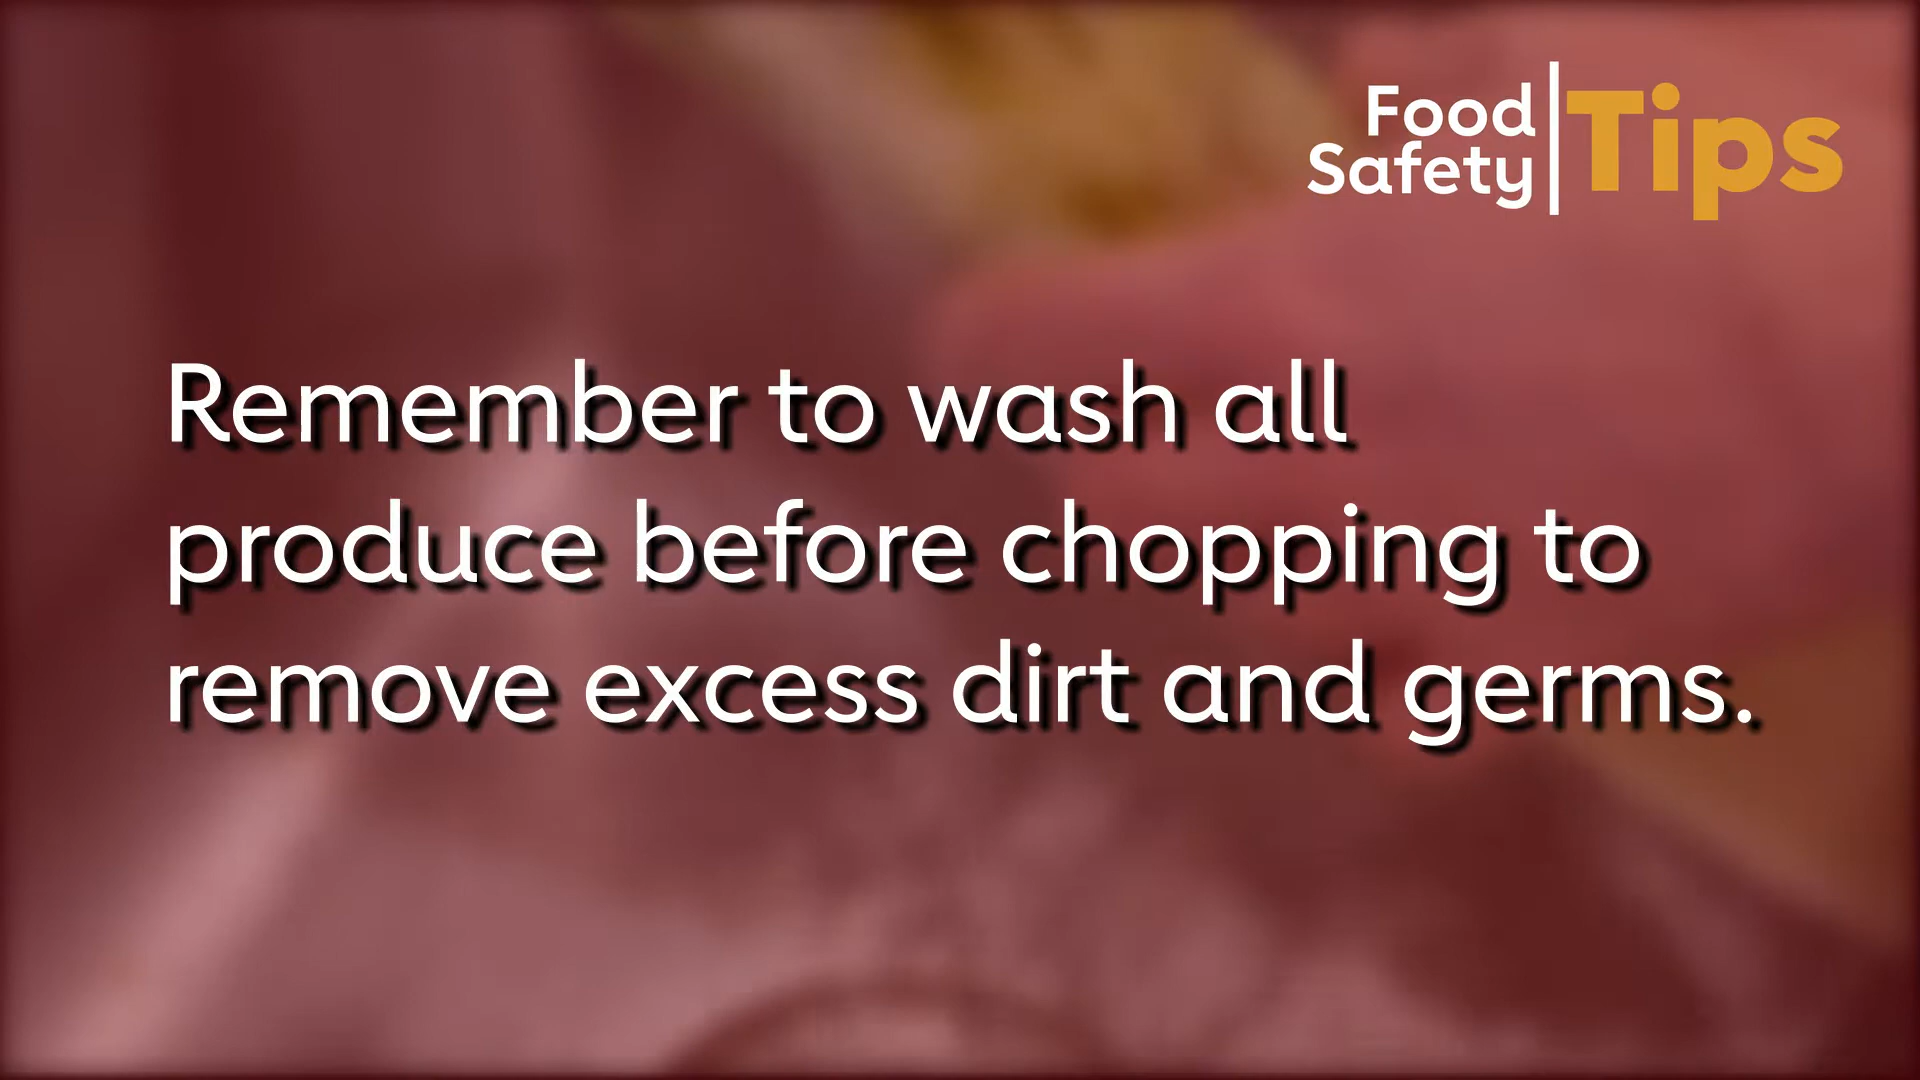 Food
Safety
Tips
Remember to wash all
produce before chopping to
remove excess dirt and germs.